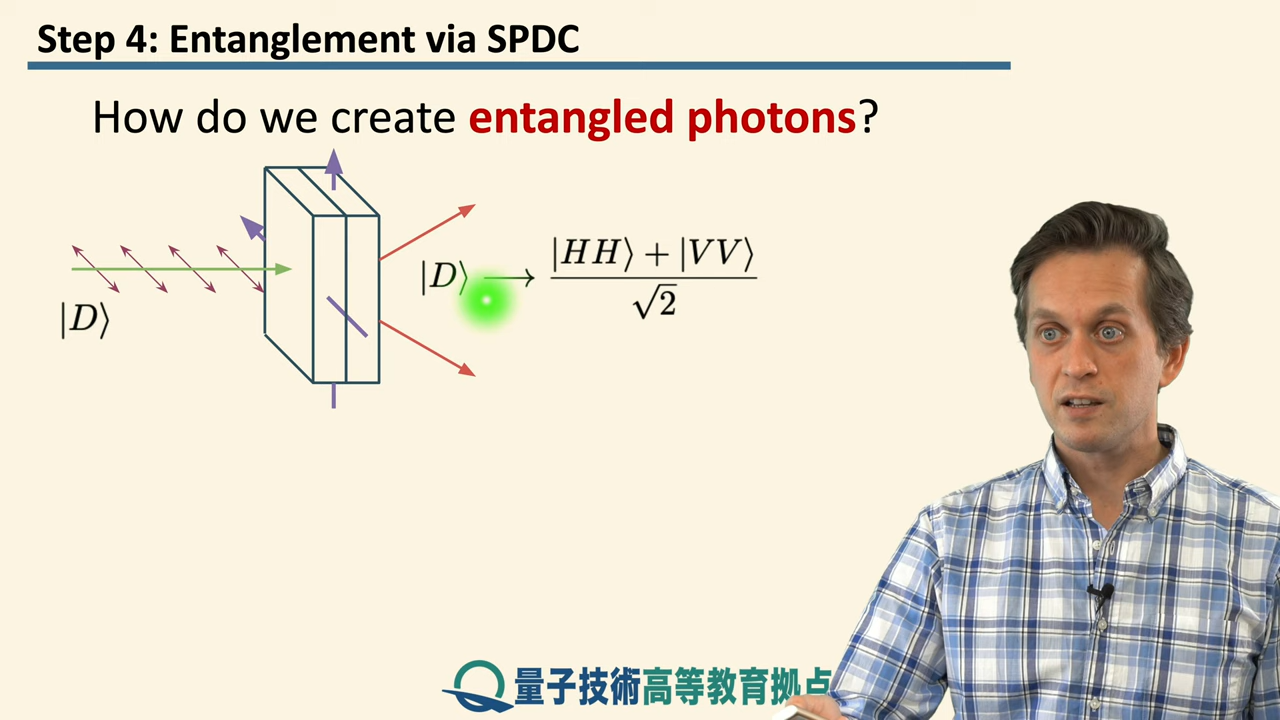 Step 4: Entanglement via SPDC
How do we create entangled photons?
|D⟩ ⟶ |HH⟩ + |VV⟩ / √2
|D⟩
量子技術高等教育拠点